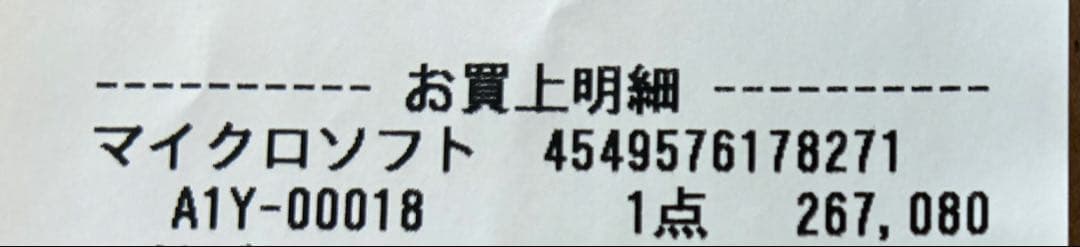 ---------- お買上明細 ----------
マイクロソフト 4549576178271
A1Y-00018 1点 267,080